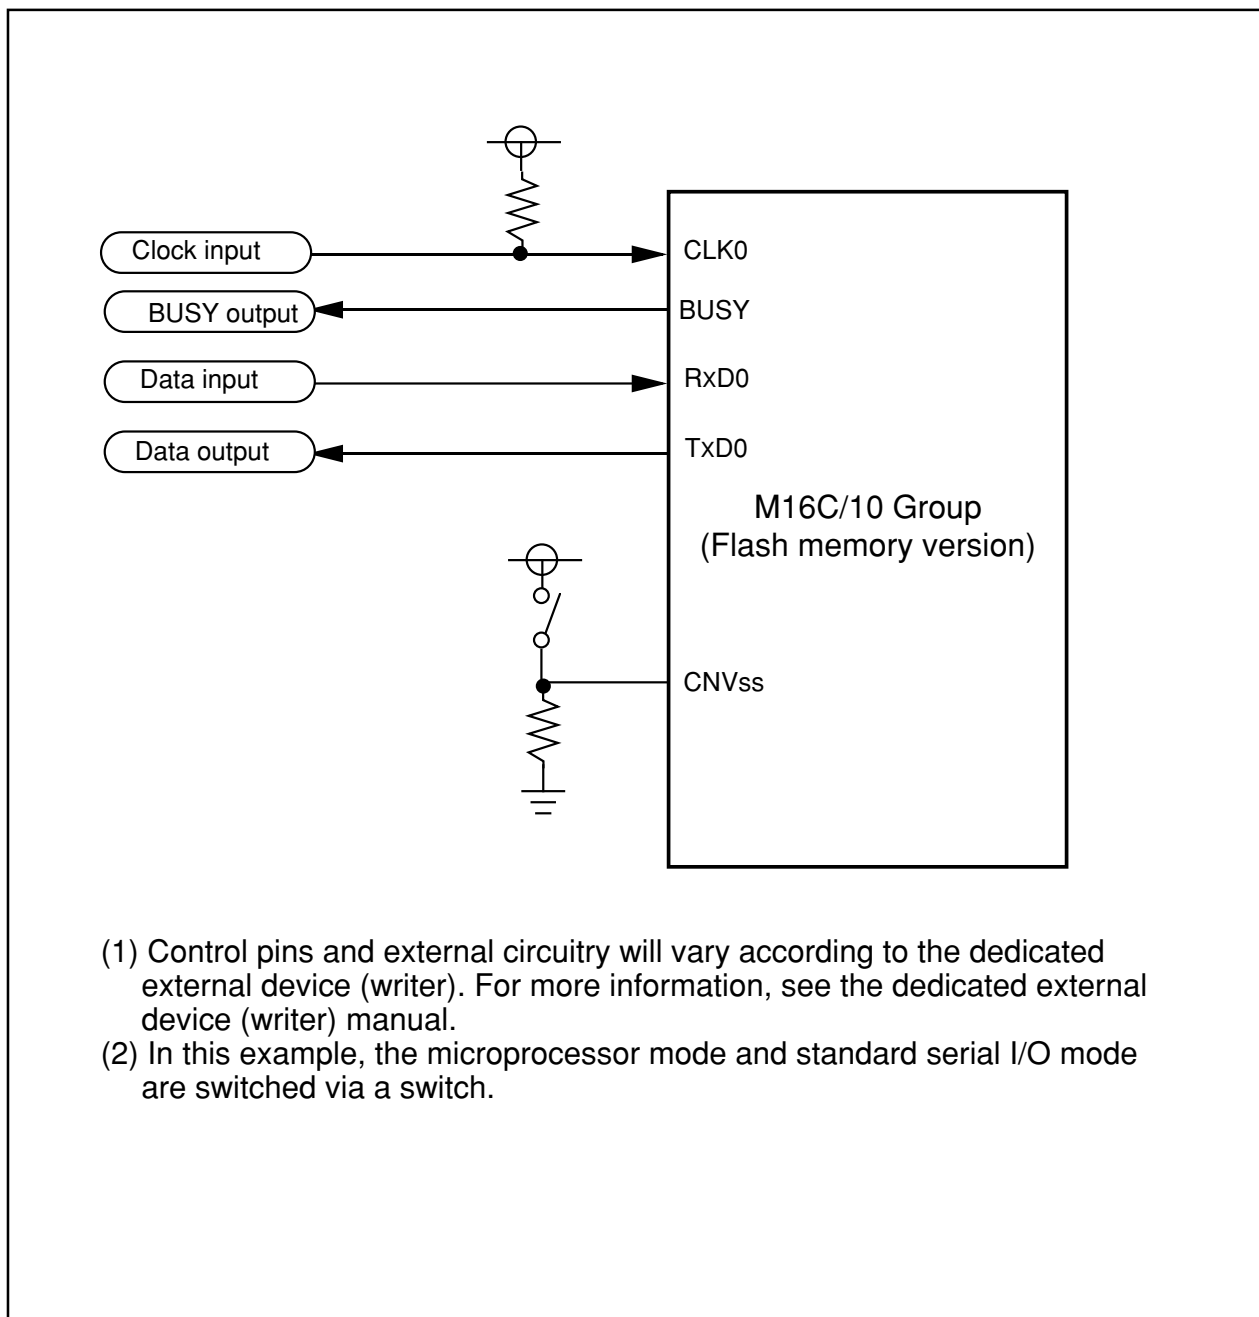 Clock input
CLK0
BUSY output
BUSY
Data input
RxD0
Data output
TxD0
M16C/10 Group
(Flash memory version)
CNVss
(1) Control pins and external circuitry will vary according to the dedicated
external device (writer). For more information, see the dedicated external
device (writer) manual.
(2) In this example, the microprocessor mode and standard serial I/O mode
are switched via a switch.